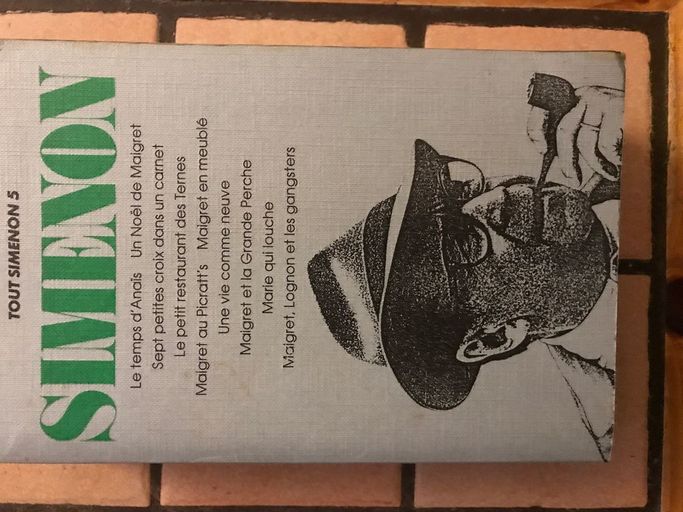 TOUT SIMENON 5
SIMENON
Le temps d'Anaïs Un Noël de Maigret
Sept petites croix dans un carnet
Le petit restaurant des Ternes
Maigret au Picratt's Maigret en meublé
Une vie comme neuve
Maigret et la Grande Perche
Marie qui louche
Maigret, Lognon et les gangsters